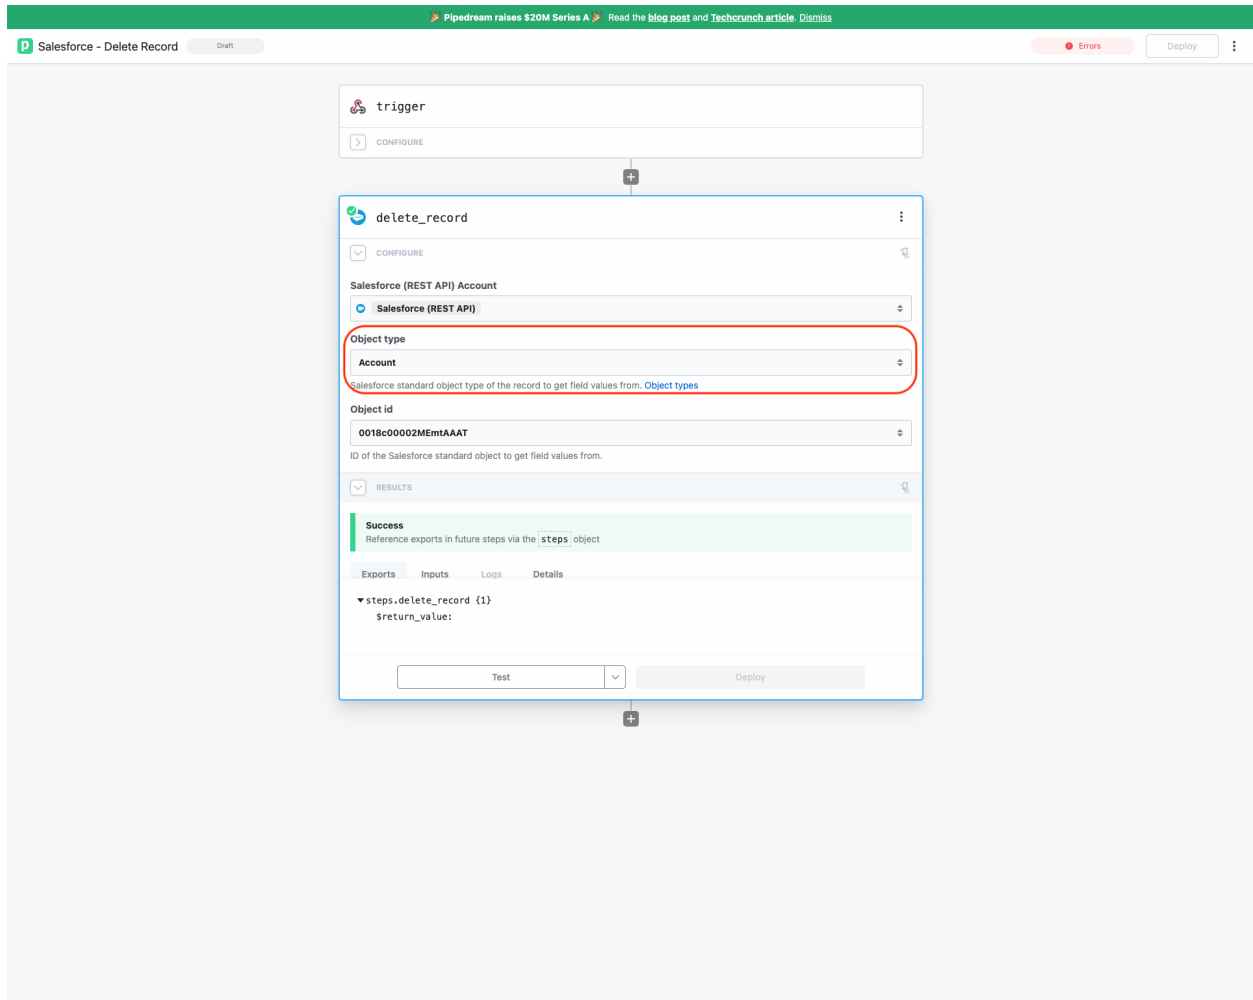 🎉 Pipedream raises $20M Series A 🎉 Read the blog post and Techcrunch article. Dismiss
p Salesforce - Delete Record Draft Errors Deploy
trigger
CONFIGURE
delete_record
CONFIGURE
Salesforce (REST API) Account
Salesforce (REST API)
Object type
Account
Salesforce standard object type of the record to get field values from. Object types
Object id
0018c00002MEmtAAAT
ID of the Salesforce standard object to get field values from.
RESULTS
Success
Reference exports in future steps via the steps object
Exports Inputs Logs Details
steps.delete_record {1}
$return_value:
Test Deploy